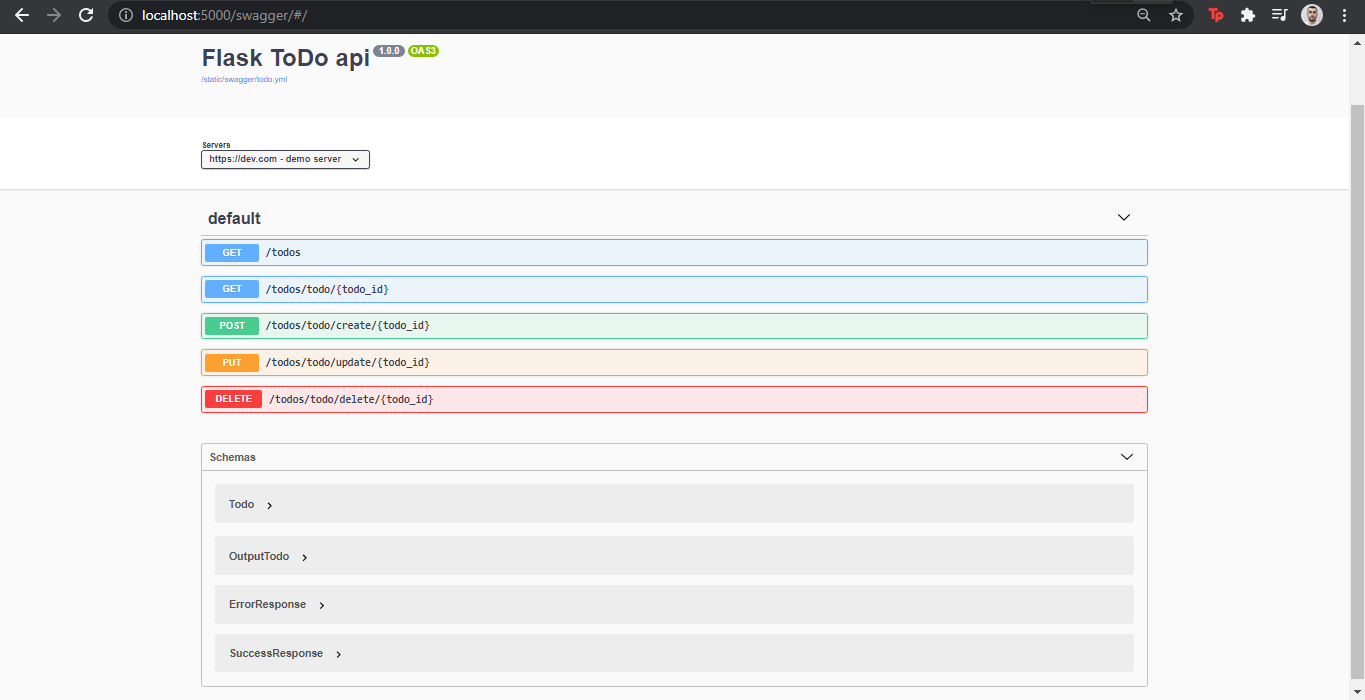 localhost:5000/swagger/#/
Tp
Flask ToDo api 1.0.0 OAS3
/static/swagger/todo.yml
Servers
https://dev.com - demo server
default
GET /todos
GET /todos/todo/{todo_id}
POST /todos/todo/create/{todo_id}
PUT /todos/todo/update/{todo_id}
DELETE /todos/todo/delete/{todo_id}
Schemas
Todo
OutputTodo
ErrorResponse
SuccessResponse